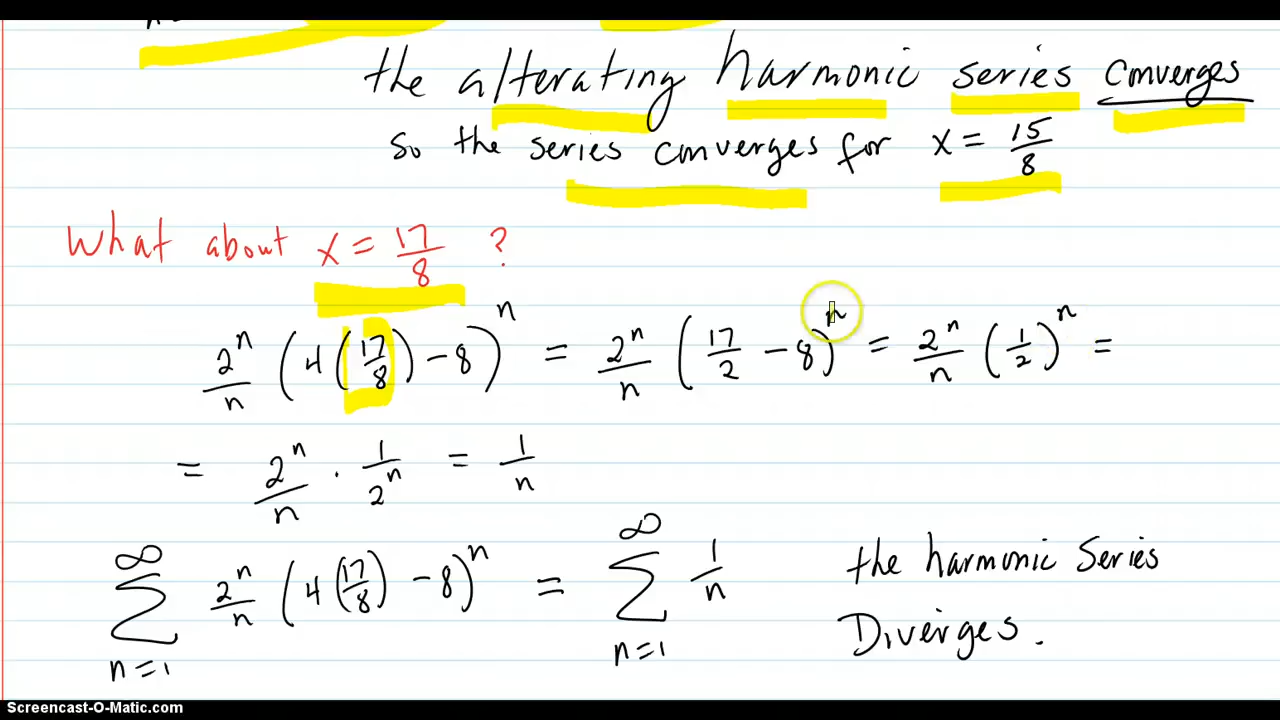 n=
the alterating harmonic series converges
so the series converges for x = 15/8
What about x = 17/8 ?
2^n/n (4(17/8) - 8)^n = 2^n/n (17/2 - 8)^n = 2^n/n (1/2)^n =
= 2^n/n · 1/2^n = 1/n
∞ ∑ n=1 2^n/n (4(17/8) - 8)^n = ∞ ∑ n=1 1/n the harmonic Series
Diverges.
Screencast-O-Matic.com